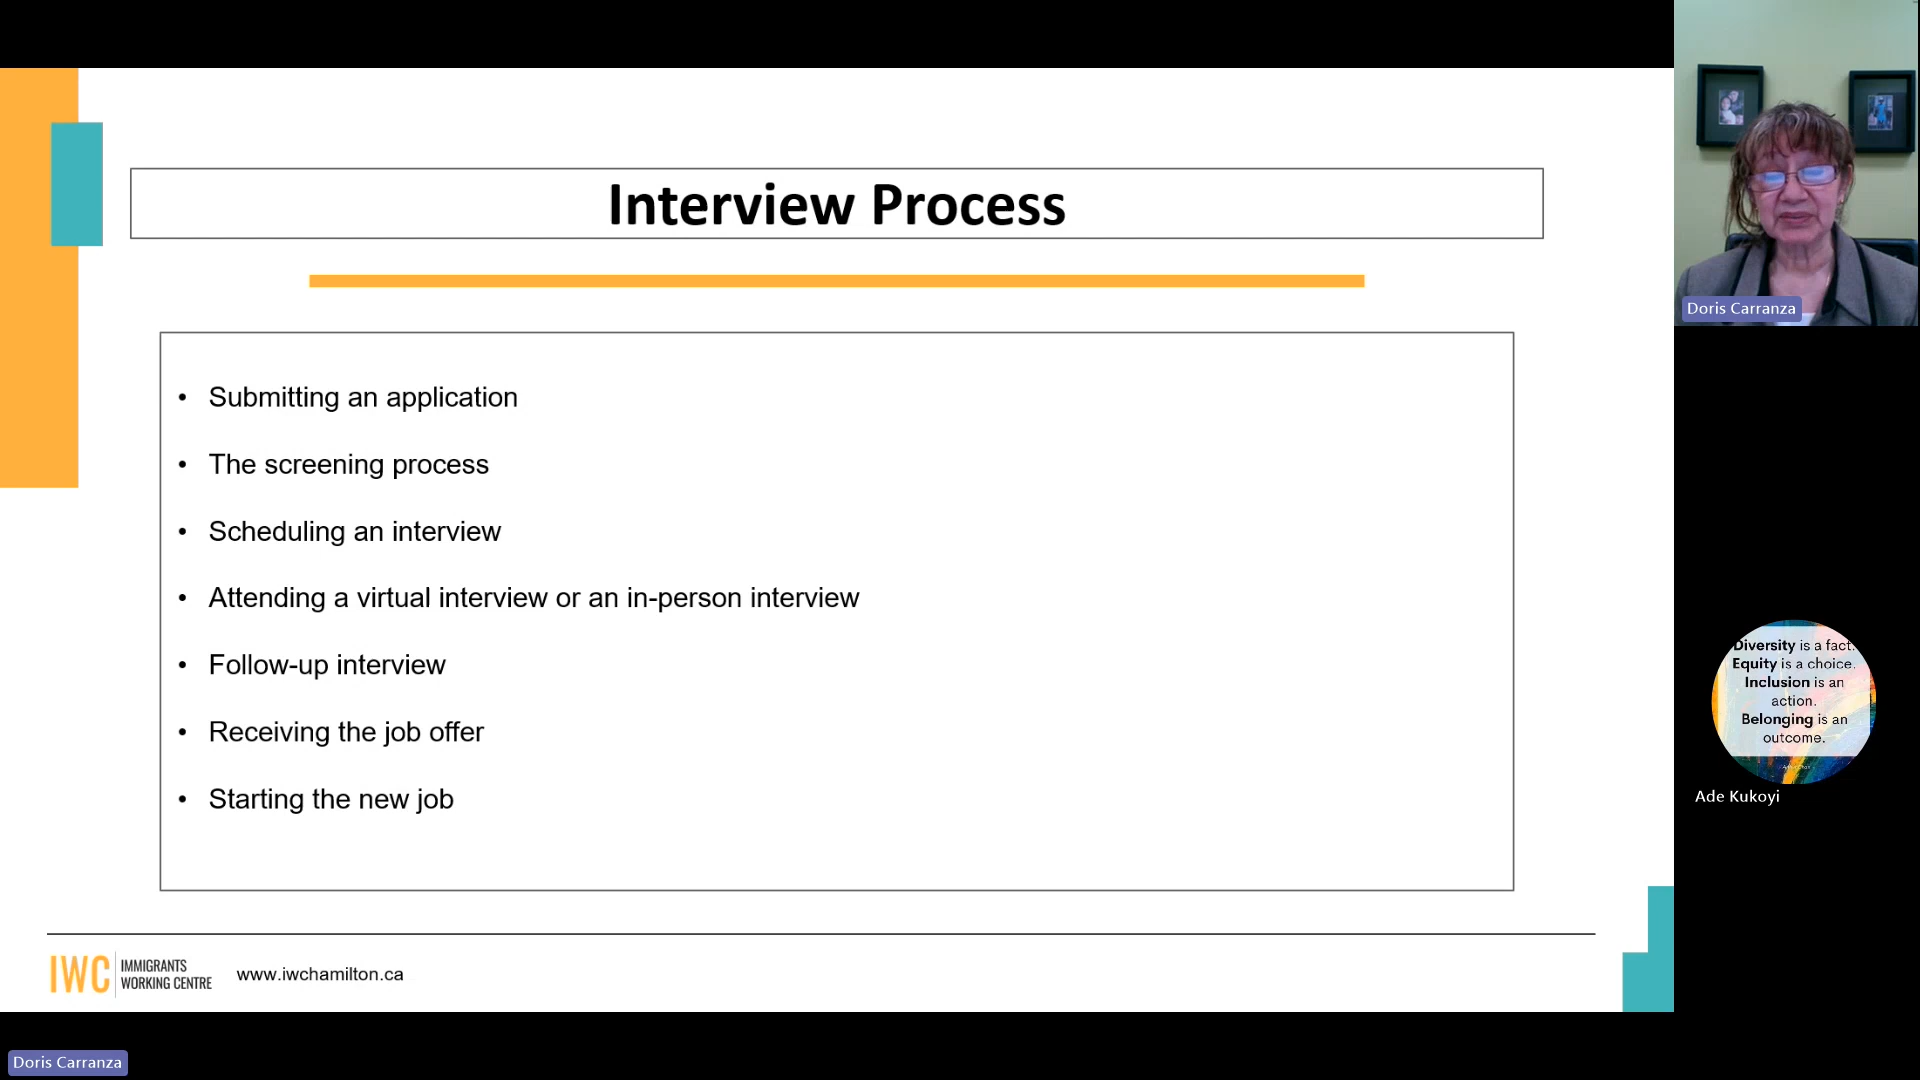 Interview Process
• Submitting an application
• The screening process
• Scheduling an interview
• Attending a virtual interview or an in-person interview
• Follow-up interview
• Receiving the job offer
• Starting the new job
IWC IMMIGRANTS
WORKING CENTRE
www.iwchamilton.ca
Doris Carranza
Diversity is a fact.
Equity is a choice.
Inclusion is an
action.
Belonging is an
outcome.
Ade Kukoyi
Doris Carranza